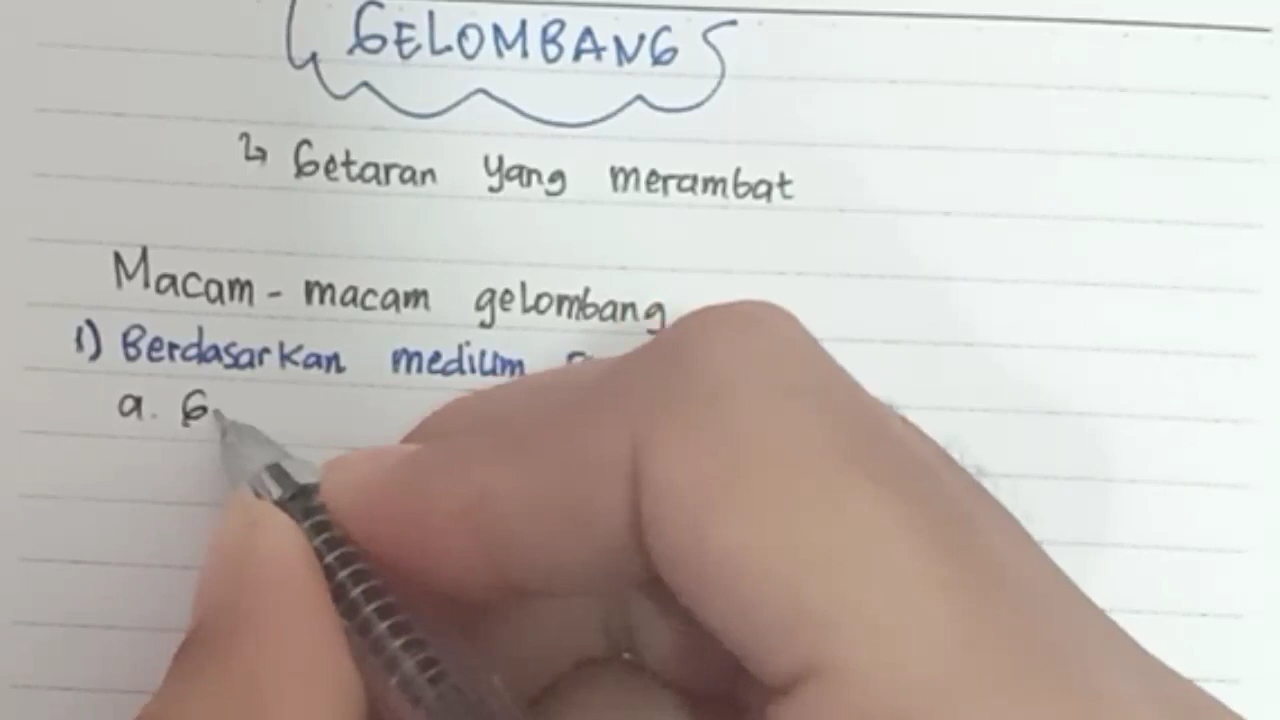 GELOMBANG
↳ Getaran yang merambat
Macam - macam gelombang
1) Berdasarkan medium
a. G